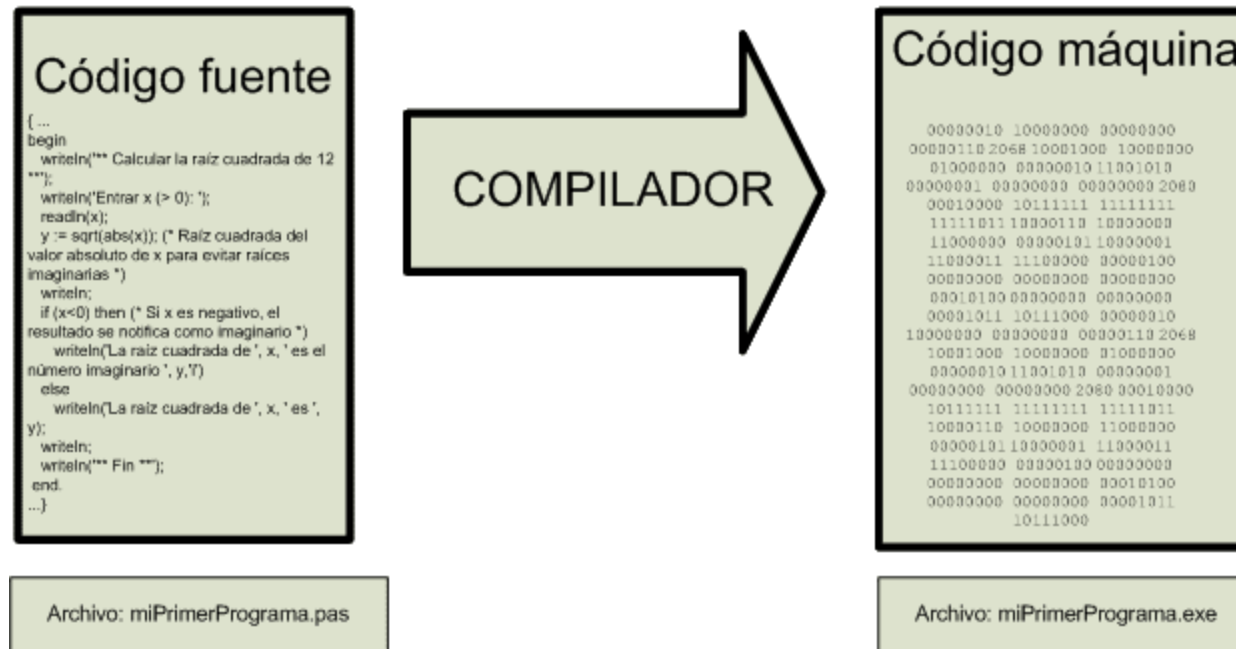 Código fuente
{ ...
begin
writeln('** Calcular la raíz cuadrada de 12
**');
writeln('Entrar x (> 0): ');
readln(x);
y := sqrt(abs(x)); (* Raíz cuadrada del
valor absoluto de x para evitar raíces
imaginarias *)
writeln;
if (x<0) then (* Si x es negativo, el
resultado se notifica como imaginario *)
writeln('La raíz cuadrada de ', x, ' es el
número imaginario ', y,'i')
else
writeln('La raíz cuadrada de ', x, ' es ',
y);
writeln;
writeln('** Fin **');
end.
...}
Archivo: miPrimerPrograma.pas
COMPILADOR
Código máquina
00000010 10000000 00000000
00000110 2068 10001000 10000000
01000000 00000010 11001010
00000001 00000000 00000000 2080
00010000 10111111 11111111
11111011 10000110 10000000
11000000 00000101 10000001
11000011 11100000 00000100
00000000 00000000 00000000
00010100 00000000 00000000
00001011 10111000 00000010
10000000 00000000 00000110 2068
10001000 10000000 01000000
00000010 11001010 00000001
00000000 00000000 2080 00010000
10111111 11111111 11111011
10000110 10000000 11000000
00000101 10000001 11000011
11100000 00000100 00000000
00000000 00000000 00010100
00000000 00000000 00001011
10111000
Archivo: miPrimerPrograma.exe